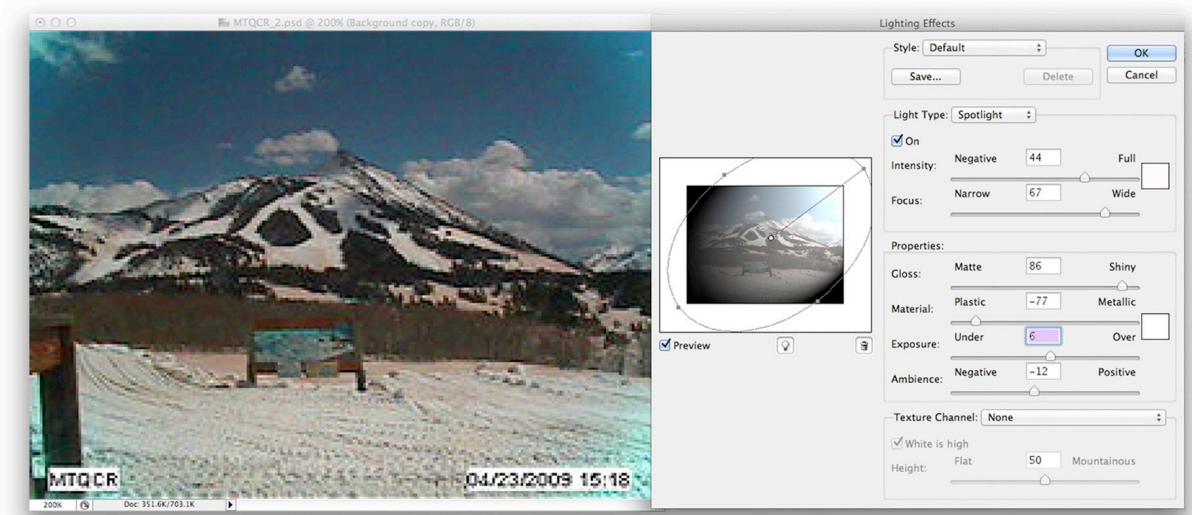 MTQCR_2.psd @ 200% (Background copy, RGB/8)
MTQCR
04/23/2009 15:18
200%
Doc: 351.6K/703.1K
Lighting Effects
Style: Default
OK
Save...
Delete
Cancel
Light Type: Spotlight
On
Intensity: Negative 44 Full
Focus: Narrow 67 Wide
Properties:
Gloss: Matte 86 Shiny
Material: Plastic -77 Metallic
Exposure: Under 6 Over
Ambience: Negative -12 Positive
Preview
Texture Channel: None
White is high
Height: Flat 50 Mountainous